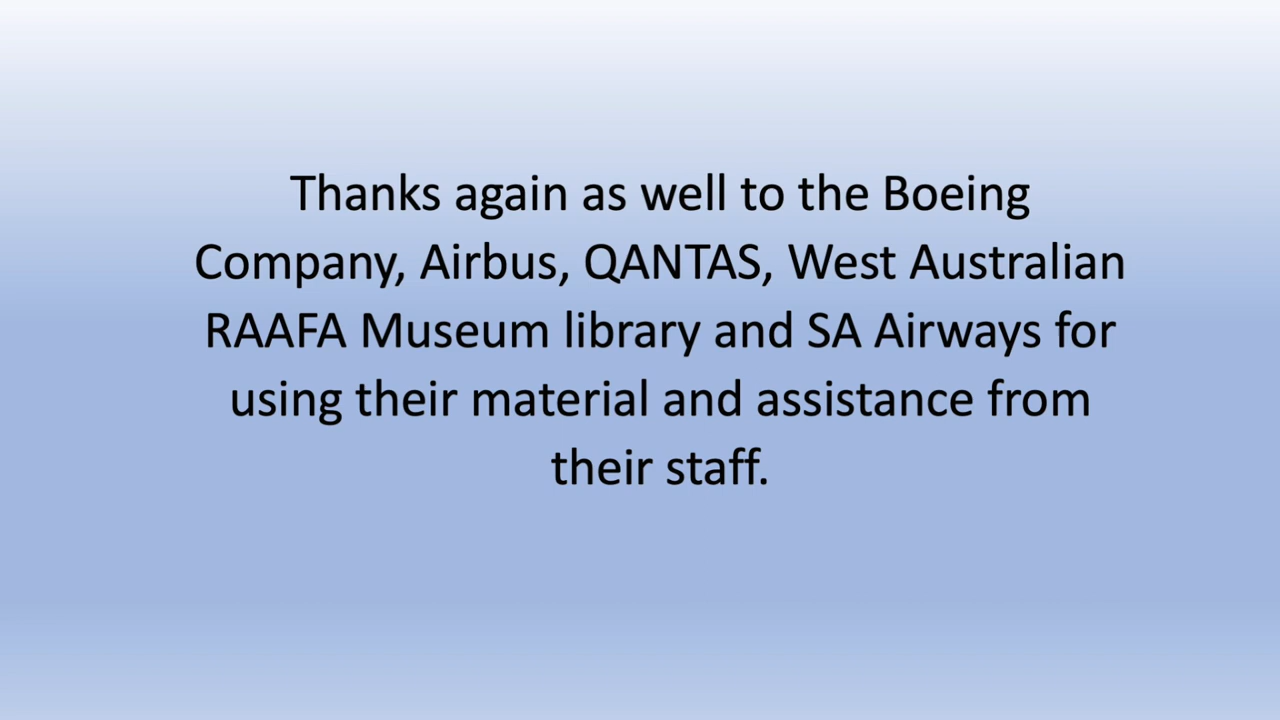 Thanks again as well to the Boeing
Company, Airbus, QANTAS, West Australian
RAAFA Museum library and SA Airways for
using their material and assistance from
their staff.